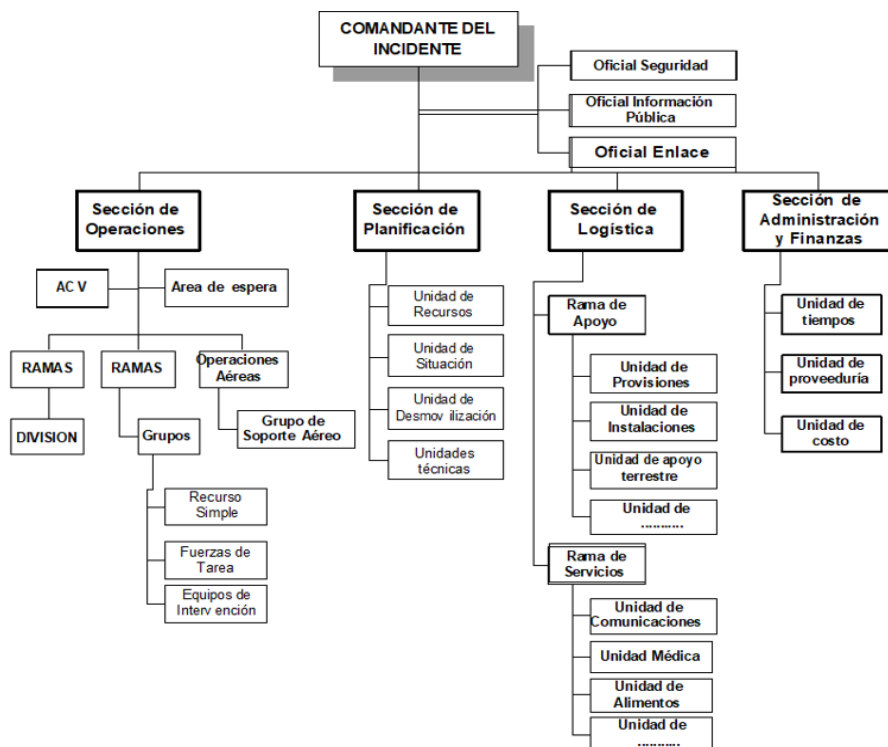 COMANDANTE DEL
INCIDENTE
Oficial Seguridad
Oficial Información
Pública
Oficial Enlace
Sección de
Operaciones
Sección de
Planificación
Sección de
Logística
Sección de
Administración
y Finanzas
AC V
Area de espera
RAMAS
RAMAS
Operaciones
Aéreas
DIVISION
Grupos
Grupo de
Soporte Aéreo
Recurso
Simple
Fuerzas de
Tarea
Equipos de
Interv ención
Unidad de
Recursos
Unidad de
Situación
Unidad de
Desmov ilización
Unidades
técnicas
Rama de
Apoyo
Unidad de
Provisiones
Unidad de
Instalaciones
Unidad de apoyo
terrestre
Unidad de
...........
Rama de
Servicios
Unidad de
Comunicaciones
Unidad Médica
Unidad de
Alimentos
Unidad de
...........
Unidad de
tiempos
Unidad de
proveeduría
Unidad de
costo